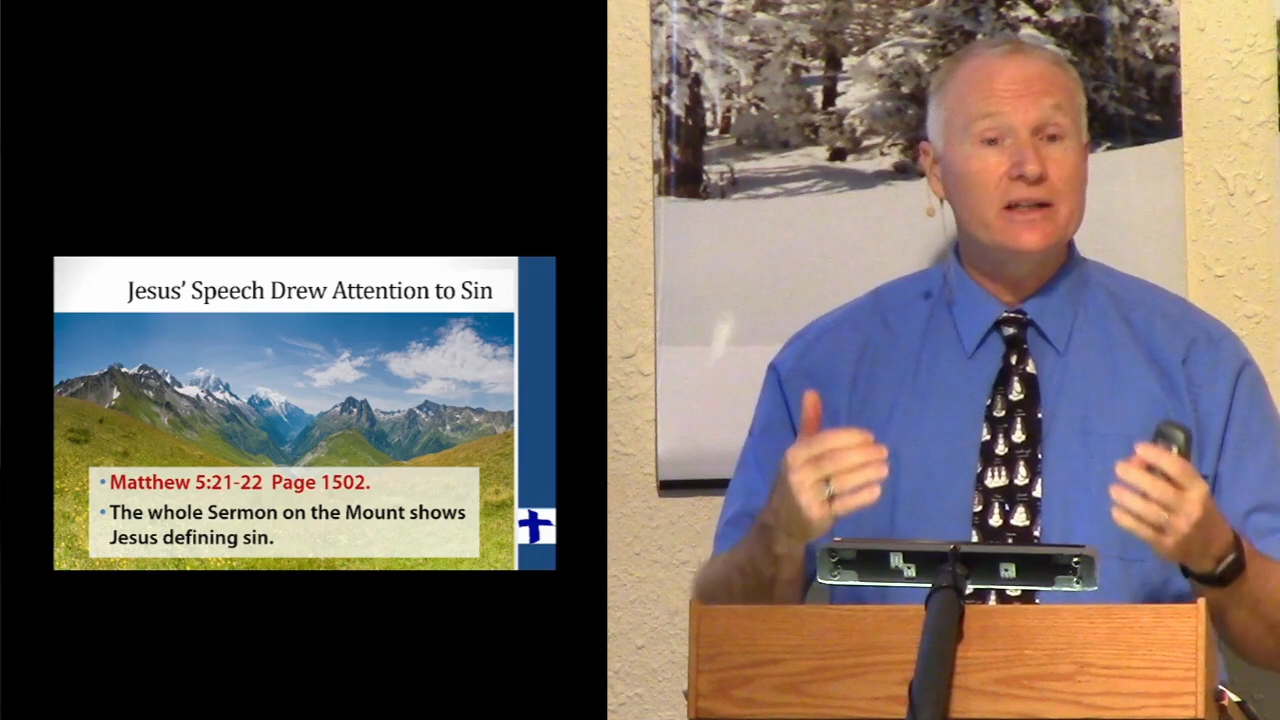 Jesus’ Speech Drew Attention to Sin
• Matthew 5:21-22  Page 1502.
• The whole Sermon on the Mount shows
Jesus defining sin.